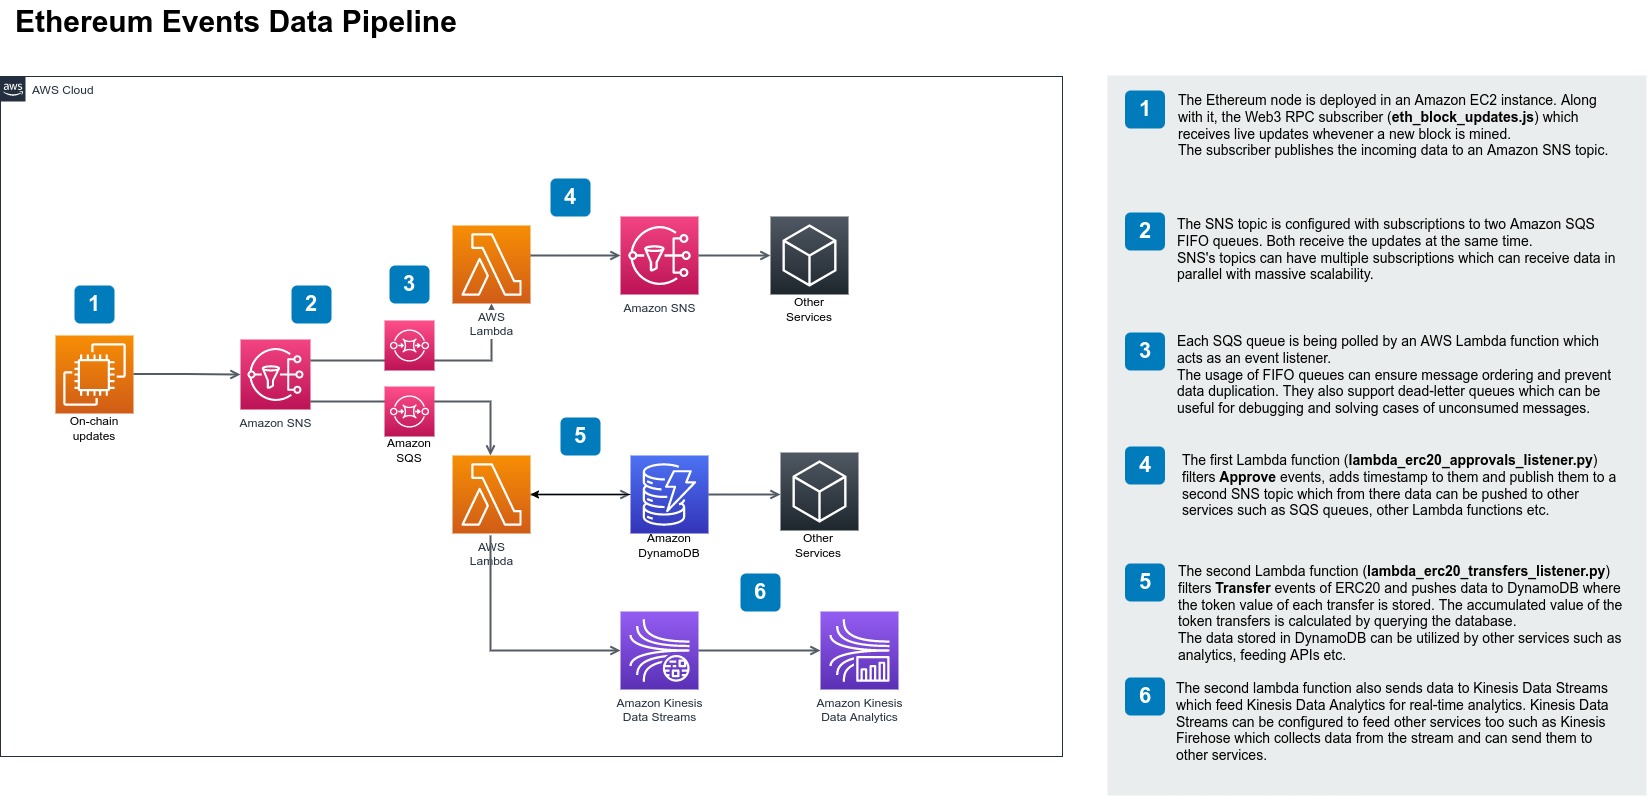 Ethereum Events Data Pipeline
aws
AWS Cloud
1
On-chain
updates
2
Amazon SNS
3
Amazon
SQS
AWS
Lambda
4
Amazon SNS
Other
Services
AWS
Lambda
5
Amazon
DynamoDB
Other
Services
6
Amazon Kinesis
Data Streams
Amazon Kinesis
Data Analytics
1
The Ethereum node is deployed in an Amazon EC2 instance. Along
with it, the Web3 RPC subscriber (eth_block_updates.js) which
receives live updates whevener a new block is mined.
The subscriber publishes the incoming data to an Amazon SNS topic.
2
The SNS topic is configured with subscriptions to two Amazon SQS
FIFO queues. Both receive the updates at the same time.
SNS's topics can have multiple subscriptions which can receive data in
parallel with massive scalability.
3
Each SQS queue is being polled by an AWS Lambda function which
acts as an event listener.
The usage of FIFO queues can ensure message ordering and prevent
data duplication. They also support dead-letter queues which can be
useful for debugging and solving cases of unconsumed messages.
4
The first Lambda function (lambda_erc20_approvals_listener.py)
filters Approve events, adds timestamp to them and publish them to a
second SNS topic which from there data can be pushed to other
services such as SQS queues, other Lambda functions etc.
5
The second Lambda function (lambda_erc20_transfers_listener.py)
filters Transfer events of ERC20 and pushes data to DynamoDB where
the token value of each transfer is stored. The accumulated value of the
token transfers is calculated by querying the database.
The data stored in DynamoDB can be utilized by other services such as
analytics, feeding APIs etc.
6
The second lambda function also sends data to Kinesis Data Streams
which feed Kinesis Data Analytics for real-time analytics. Kinesis Data
Streams can be configured to feed other services too such as Kinesis
Firehose which collects data from the stream and can send them to
other services.